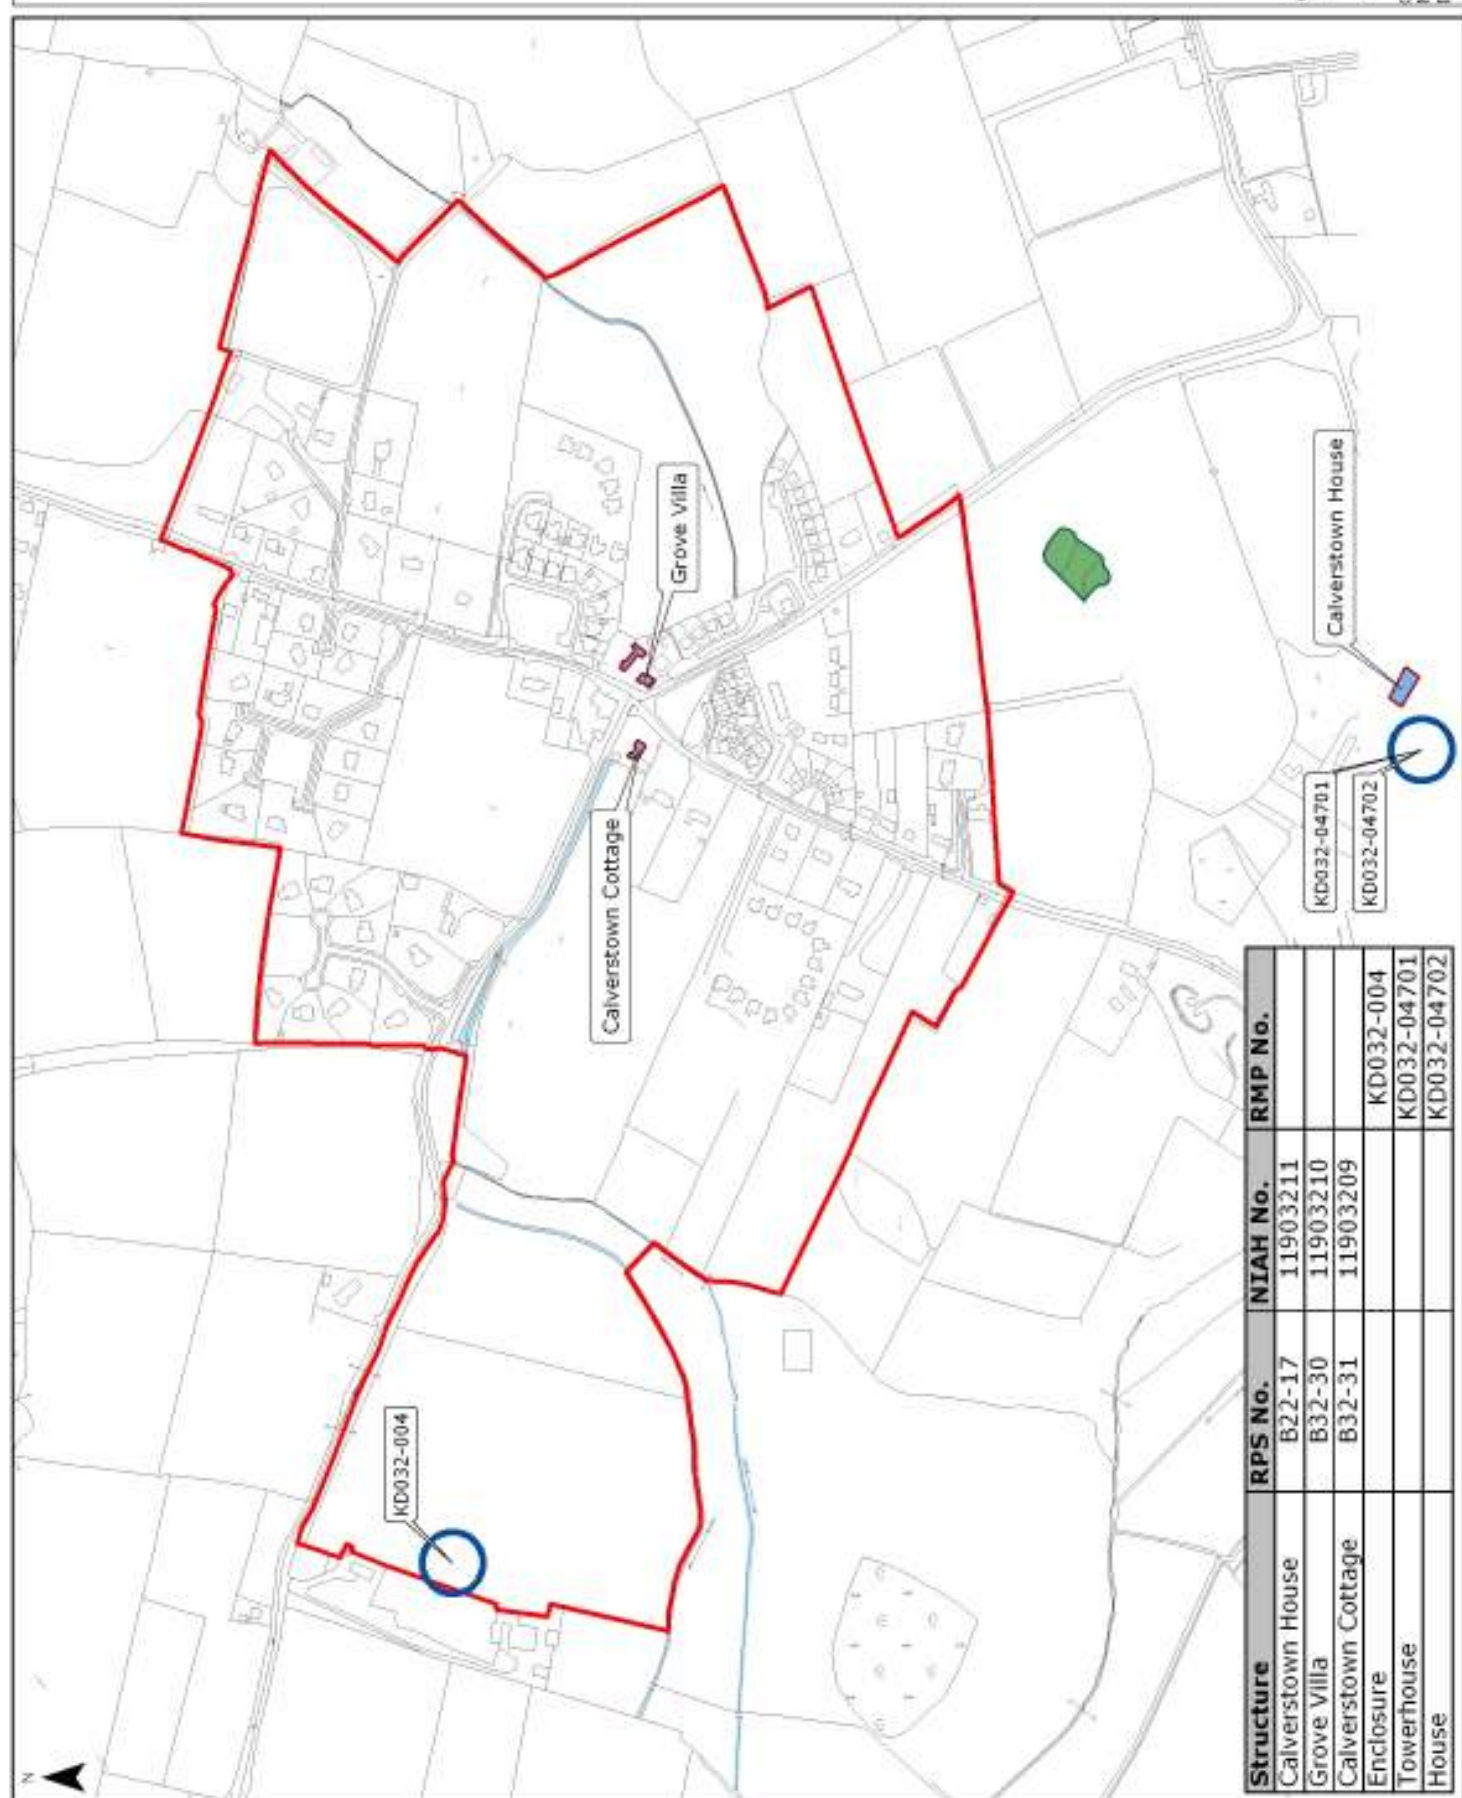 N
KD032-004
Calverstown Cottage
Grove Villa
Calverstown House
KD032-04701
KD032-04702
Structure RPS No. NIAH No. RMP No.
Calverstown House B22-17 11903211
Grove Villa B32-30 11903210
Calverstown Cottage B32-31 11903209
Enclosure KD032-004
Towerhouse KD032-04701
House KD032-04702